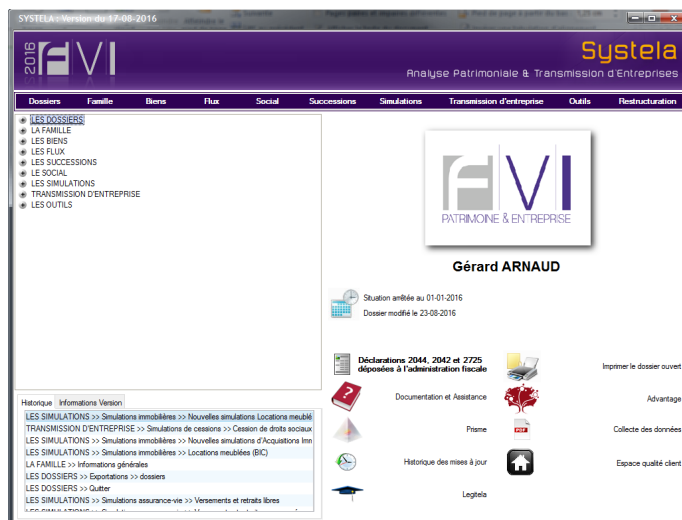 SYSTELA : Version du 17-08-2016
2016
FVI
Systela
Analyse Patrimoniale & Transmission d'Entreprises
Dossiers Famille Biens Flux Social Successions Simulations Transmission d'entreprise Outils Restructuration
LES DOSSIERS
LA FAMILLE
LES BIENS
LES FLUX
LES SUCCESSIONS
LE SOCIAL
LES SIMULATIONS
TRANSMISSION D'ENTREPRISE
LES OUTILS
FVI
PATRIMOINE & ENTREPRISE
Gérard ARNAUD
Situation arrêtée au 01-01-2016
Dossier modifié le 23-08-2016
Déclarations 2044, 2042 et 2725
déposées à l'administration fiscale
Imprimer le dossier ouvert
Documentation et Assistance
Advantage
Prisme
PDF
Collecte des données
Historique des mises à jour
Espace qualité client
Legitela
Historique Informations Version
LES SIMULATIONS >> Simulations immobilières >> Nouvelles simulations Locations meublé
TRANSMISSION D'ENTREPRISE >> Simulations de cessions >> Cession de droits sociaux
LES SIMULATIONS >> Simulations immobilières >> Nouvelles simulations d'Acquisitions Imm
LES SIMULATIONS >> Simulations immobilières >> Locations meublées (BIC)
LA FAMILLE >> Informations générales
LES DOSSIERS >> Exportations >> dossiers
LES DOSSIERS >> Quitter
LES SIMULATIONS >> Simulations assurance-vie >> Versements et retraits libres